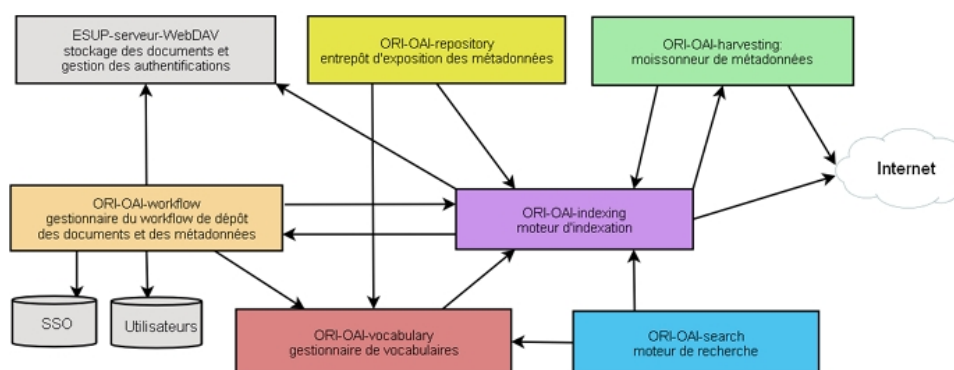 ESUP-serveur-WebDAV
stockage des documents et
gestion des authentifications
ORI-OAI-repository
entrepôt d'exposition des métadonnées
ORI-OAI-harvesting:
moissonneur de métadonnées
Internet
ORI-OAI-workflow
gestionnaire du workflow de dépôt
des documents et des métadonnées
ORI-OAI-indexing
moteur d'indexation
SSO
Utilisateurs
ORI-OAI-vocabulary
gestionnaire de vocabulaires
ORI-OAI-search
moteur de recherche